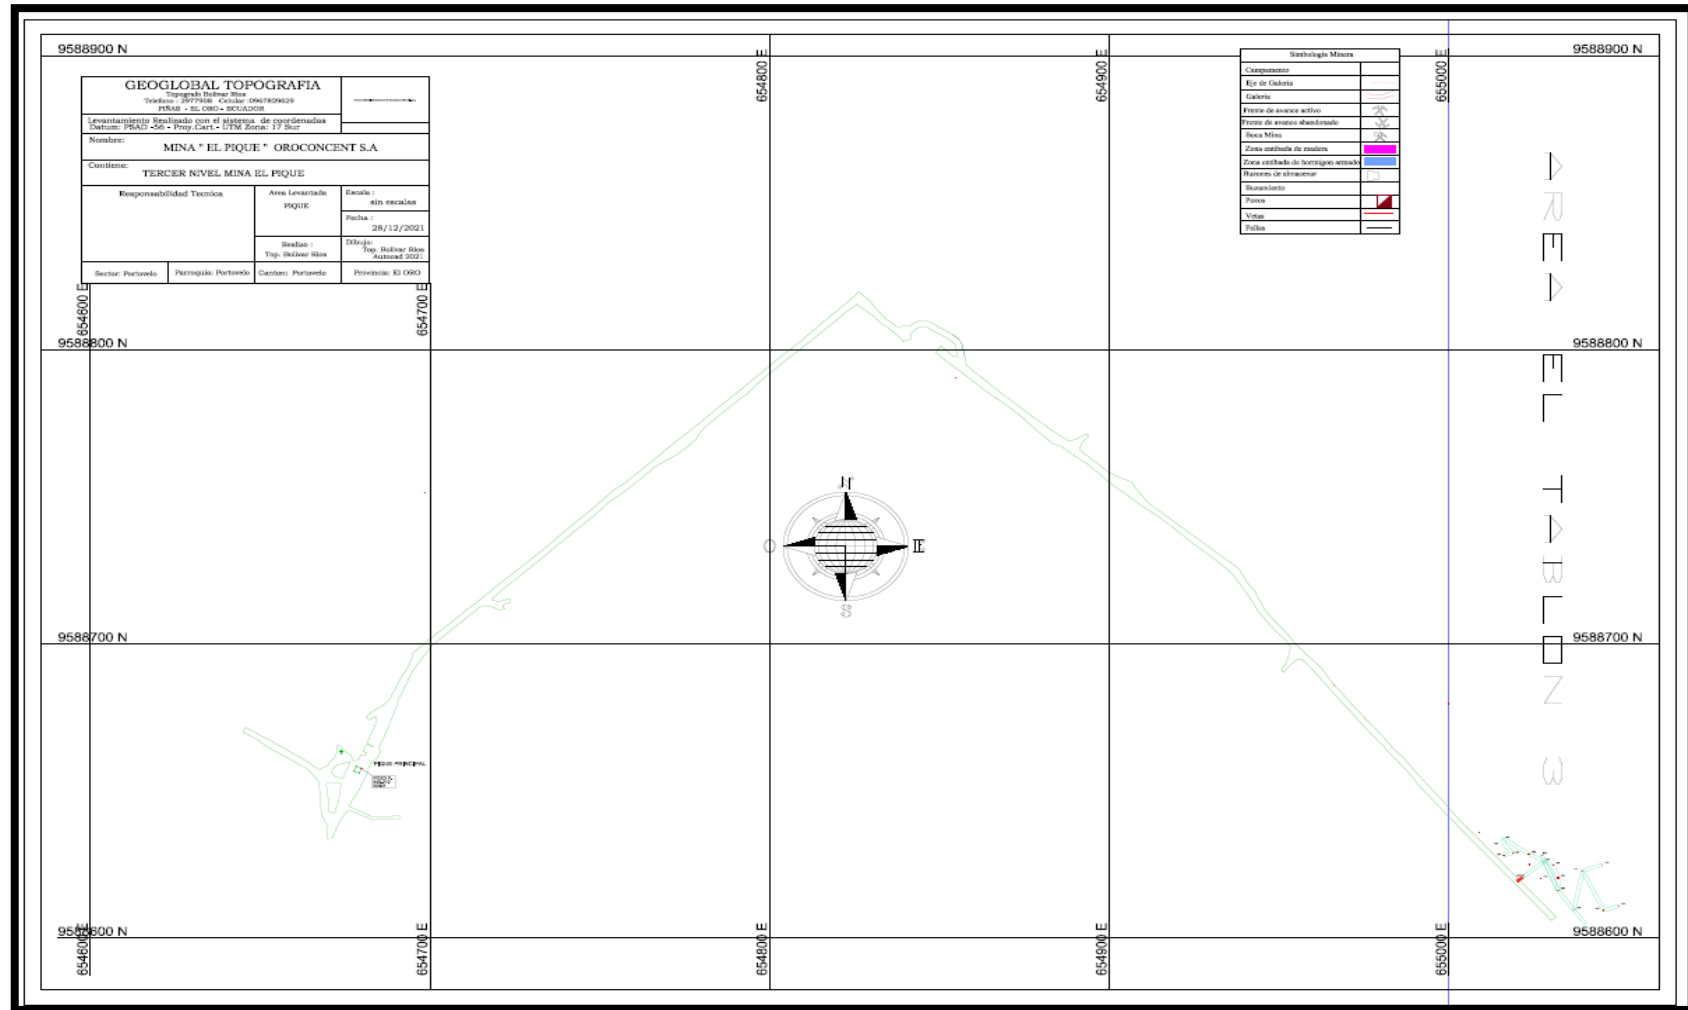 9588900 N
654800 E
654900 E
655000 E
9588900 N
GEOGLOBAL TOPOGRAFIA
Topografo Bolivar Rios
Telefono : 2977908 Celular :0967829629
PIÑAS - EL ORO - ECUADOR
Levantamiento Realizado con el sistema de coordenadas
Datum: PSAD -56 - Proy.Cart.- UTM Zona: 17 Sur
Nombre:
MINA " EL PIQUE " OROCONCENT S.A
Contiene:
TERCER NIVEL MINA EL PIQUE
Responsabilidad Tecnica
Area Levantada
PIQUE
Escala :
sin escalas
Fecha :
28/12/2021
Realizo :
Top. Bolivar Rios
Dibujo:
Top. Bolivar Rios
Autocad 2021
Sector: Portovelo
Parroquia: Portovelo
Canton: Portovelo
Provincia: El ORO
Simbologia Minera
Campamento
Eje de Galeria
Galeria
Frente de avance activo
Frente de avance abandonado
Boca Mina
Zona entibada de madera
Zona entibada de hormigon armado
Buzones de almacenar
Buzamiento
Pozos
Vetas
Fallas
AREA EL TABLON 3
654600 E
654700 E
9588800 N
9588800 N
N
O
E
S
9588700 N
9588700 N
PIQUE PRINCIPAL
9588600 N
9588600 N
654600 E
654700 E
654800 E
654900 E
655000 E